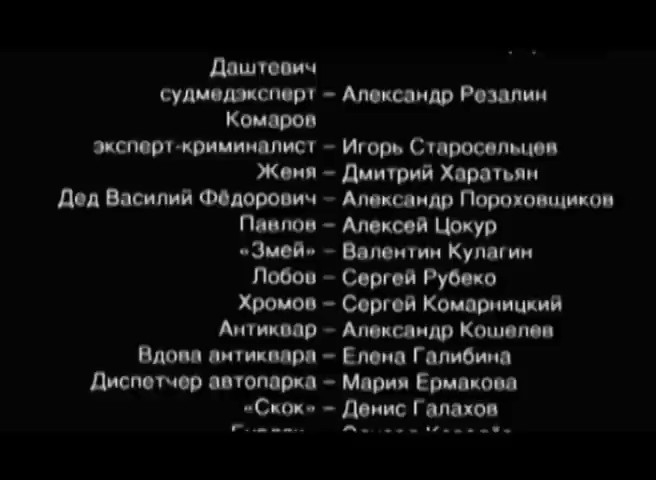 Даштевич
судмедэксперт – Александр Резалин
Комаров
эксперт-криминалист – Игорь Старосельцев
Женя – Дмитрий Харатьян
Дед Василий Фёдорович – Александр Пороховщиков
Павлов – Алексей Цокур
«Змей» – Валентин Кулагин
Лобов – Сергей Рубеко
Хромов – Сергей Комарницкий
Антиквар – Александр Кошелев
Вдова антиквара – Елена Галибина
Диспетчер автопарка – Мария Ермакова
«Скок» – Денис Галахов